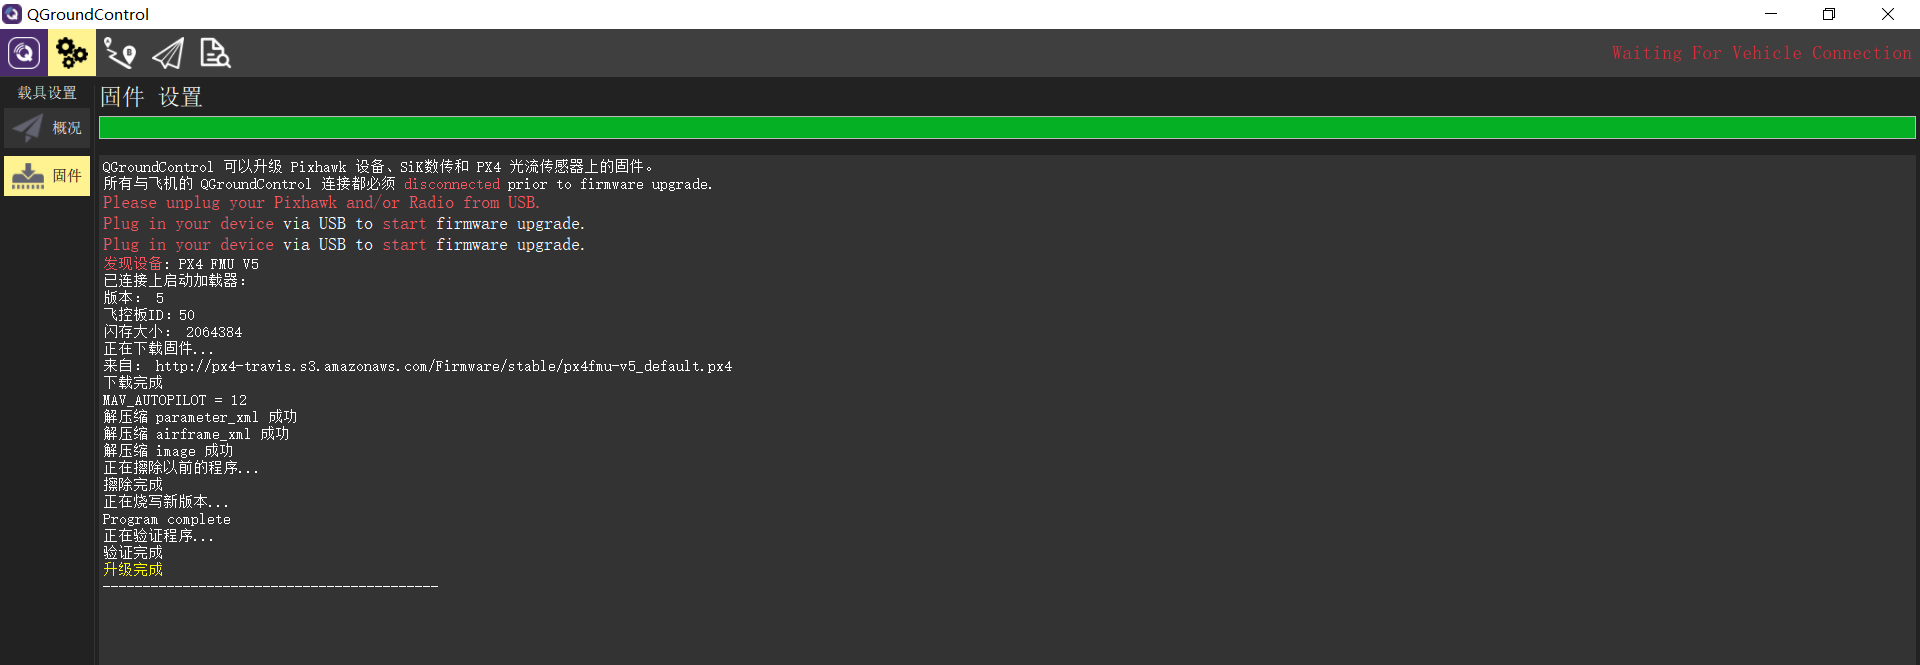 QGroundControl
Waiting For Vehicle Connection
载具设置
概况
固件
固件 设置
QGroundControl 可以升级 Pixhawk 设备、SiK数传和 PX4 光流传感器上的固件。
所有与飞机的 QGroundControl 连接都必须 disconnected prior to firmware upgrade.
Please unplug your Pixhawk and/or Radio from USB.
Plug in your device via USB to start firmware upgrade.
Plug in your device via USB to start firmware upgrade.
发现设备: PX4 FMU V5
已连接上启动加载器:
版本: 5
飞控板ID: 50
闪存大小: 2064384
正在下载固件...
来自: http://px4-travis.s3.amazonaws.com/Firmware/stable/px4fmu-v5_default.px4
下载完成
MAV_AUTOPILOT = 12
解压缩 parameter_xml 成功
解压缩 airframe_xml 成功
解压缩 image 成功
正在擦除以前的程序...
擦除完成
正在烧写新版本...
Program complete
正在验证程序...
验证完成
升级完成
------------------------------------------